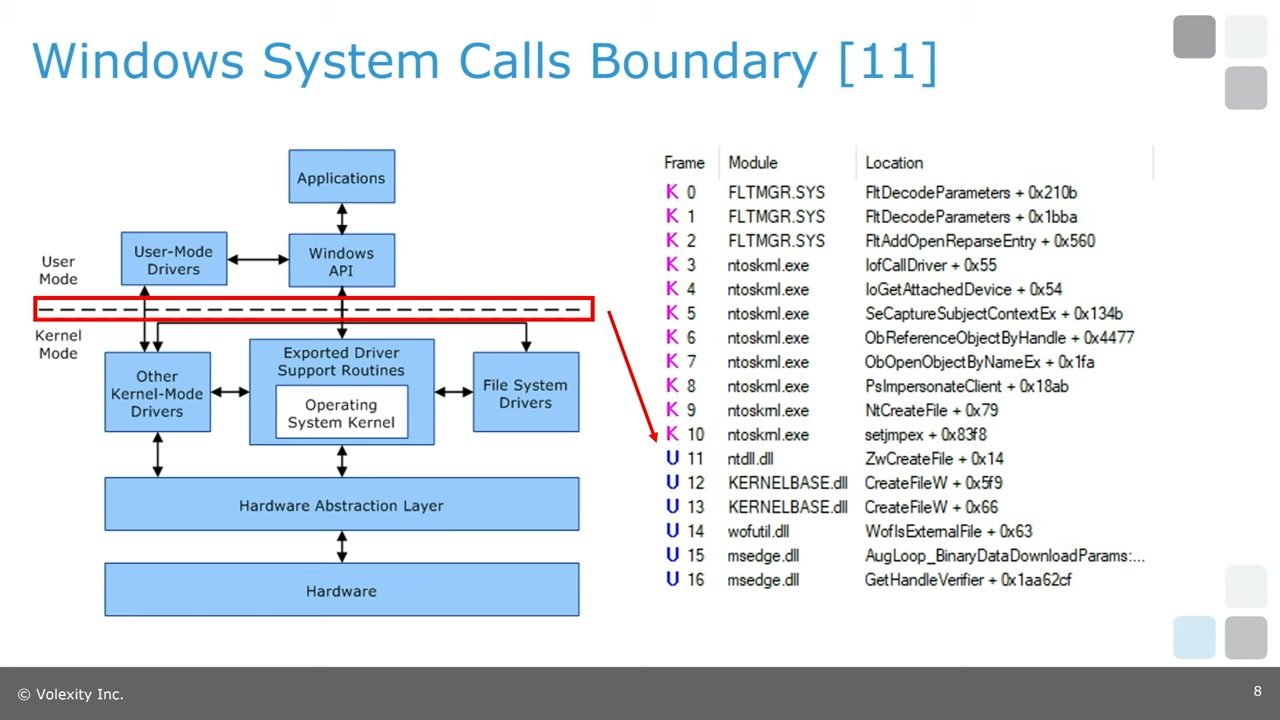 Windows System Calls Boundary [11]
Applications
User-Mode
Drivers
Windows
API
User
Mode
Kernel
Mode
Other
Kernel-Mode
Drivers
Exported Driver
Support Routines
Operating
System Kernel
File System
Drivers
Hardware Abstraction Layer
Hardware
Frame Module Location
K 0 FLTMGR.SYS FltDecodeParameters + 0x210b
K 1 FLTMGR.SYS FltDecodeParameters + 0x1bba
K 2 FLTMGR.SYS FltAddOpenReparseEntry + 0x560
K 3 ntoskrnl.exe IofCallDriver + 0x55
K 4 ntoskrnl.exe IoGetAttachedDevice + 0x54
K 5 ntoskrnl.exe SeCaptureSubjectContextEx + 0x134b
K 6 ntoskrnl.exe ObReferenceObjectByHandle + 0x4477
K 7 ntoskrnl.exe ObOpenObjectByNameEx + 0x1fa
K 8 ntoskrnl.exe PsImpersonateClient + 0x18ab
K 9 ntoskrnl.exe NtCreateFile + 0x79
K 10 ntoskrnl.exe setjmpex + 0x83f8
U 11 ntdll.dll ZwCreateFile + 0x14
U 12 KERNELBASE.dll CreateFileW + 0x5f9
U 13 KERNELBASE.dll CreateFileW + 0x66
U 14 wofutil.dll WofIsExternalFile + 0x63
U 15 msedge.dll AugLoop_BinaryDataDownloadParams:...
U 16 msedge.dll GetHandleVerifier + 0x1aa62cf
© Volexity Inc.
8